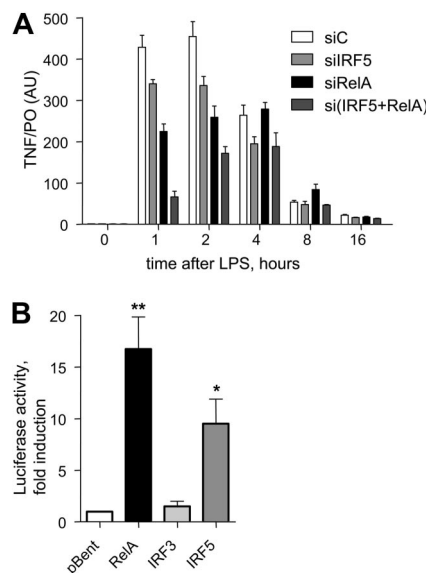 A
500
400
300
200
100
0
TNF/PO (AU)
siC
siIRF5
siRelA
si(IRF5+RelA)
0 1 2 4 8 16
time after LPS, hours
B
20
15
10
5
0
Luciferase activity,
fold induction
**
*
pBent RelA IRF3 IRF5